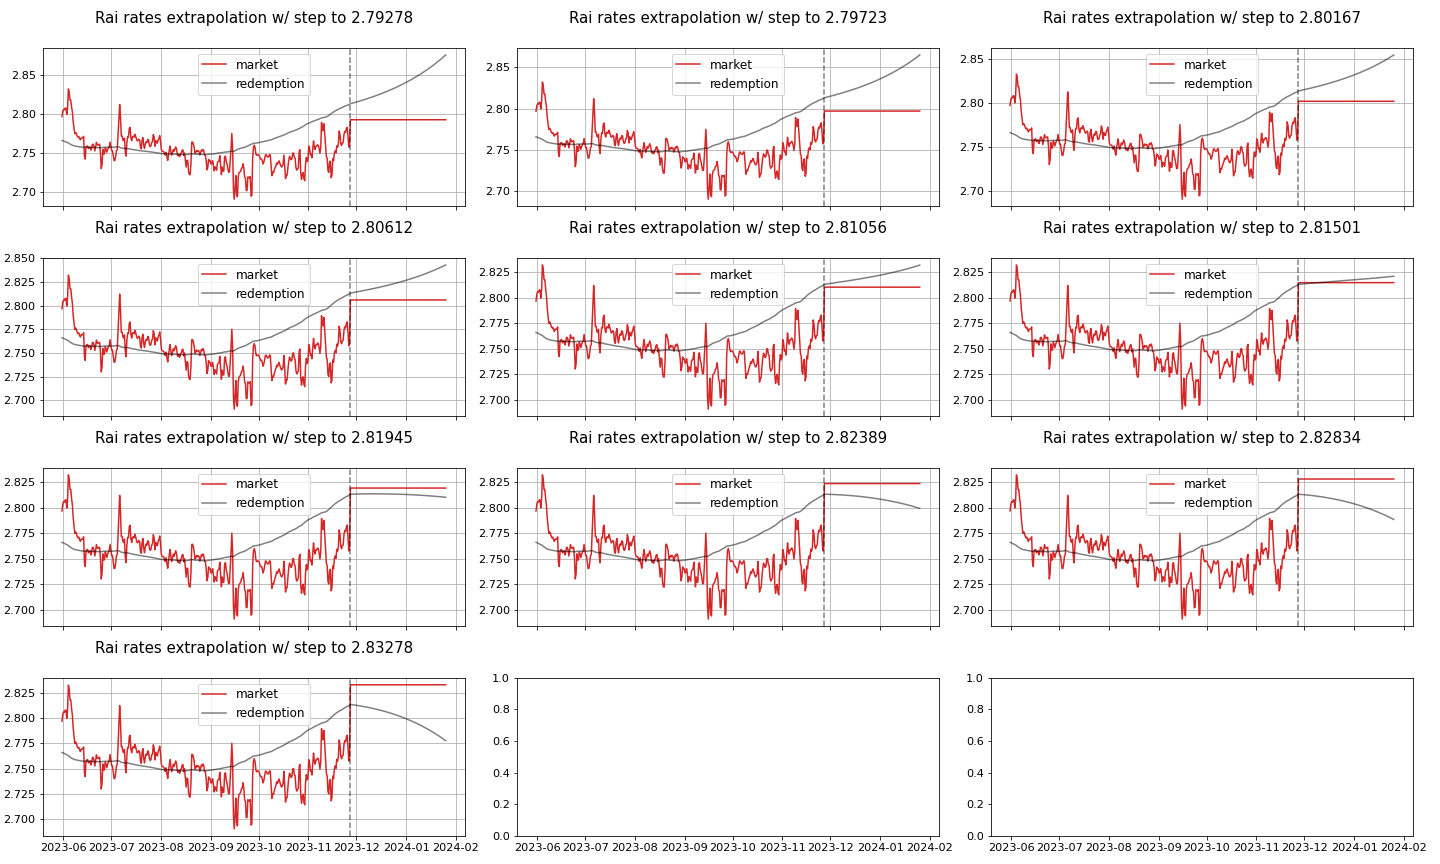 Rai rates extrapolation w/ step to 2.79278
Rai rates extrapolation w/ step to 2.79723
Rai rates extrapolation w/ step to 2.80167
market
redemption
2.85
2.80
2.75
2.70
market
redemption
2.85
2.80
2.75
2.70
market
redemption
2.85
2.80
2.75
2.70
Rai rates extrapolation w/ step to 2.80612
Rai rates extrapolation w/ step to 2.81056
Rai rates extrapolation w/ step to 2.81501
market
redemption
2.850
2.825
2.800
2.775
2.750
2.725
2.700
market
redemption
2.825
2.800
2.775
2.750
2.725
2.700
market
redemption
2.825
2.800
2.775
2.750
2.725
2.700
Rai rates extrapolation w/ step to 2.81945
Rai rates extrapolation w/ step to 2.82389
Rai rates extrapolation w/ step to 2.82834
market
redemption
2.825
2.800
2.775
2.750
2.725
2.700
market
redemption
2.825
2.800
2.775
2.750
2.725
2.700
market
redemption
2.825
2.800
2.775
2.750
2.725
2.700
Rai rates extrapolation w/ step to 2.83278
market
redemption
2.825
2.800
2.775
2.750
2.725
2.700
2023-06 2023-07 2023-08 2023-09 2023-10 2023-11 2023-12 2024-01 2024-02
1.0
0.8
0.6
0.4
0.2
0.0
2023-06 2023-07 2023-08 2023-09 2023-10 2023-11 2023-12 2024-01 2024-02
1.0
0.8
0.6
0.4
0.2
0.0
2023-06 2023-07 2023-08 2023-09 2023-10 2023-11 2023-12 2024-01 2024-02